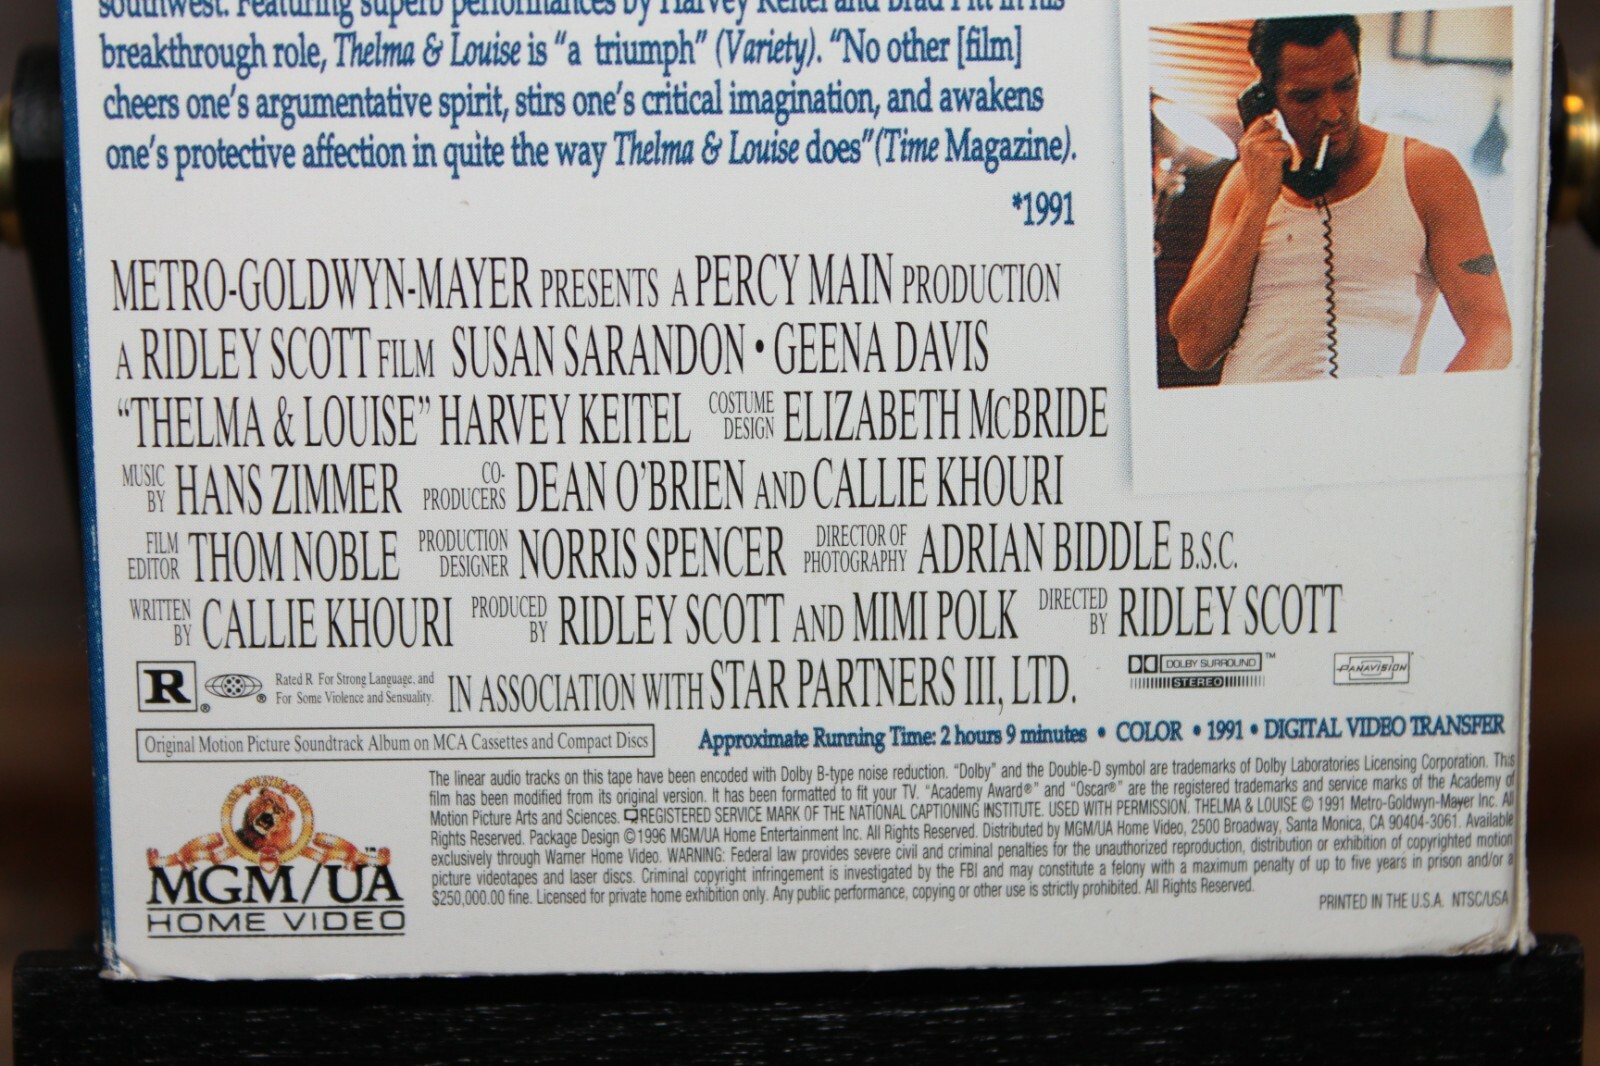 southwest. Featuring superb performances by Harvey Keitel and Brad Pitt in his
breakthrough role, Thelma & Louise is "a triumph" (Variety). "No other [film]
cheers one's argumentative spirit, stirs one's critical imagination, and awakens
one's protective affection in quite the way Thelma & Louise does" (Time Magazine).
*1991
METRO-GOLDWYN-MAYER PRESENTS A PERCY MAIN PRODUCTION
A RIDLEY SCOTT FILM SUSAN SARANDON • GEENA DAVIS
"THELMA & LOUISE" HARVEY KEITEL COSTUME DESIGN ELIZABETH McBRIDE
MUSIC BY HANS ZIMMER CO-PRODUCERS DEAN O'BRIEN AND CALLIE KHOURI
FILM EDITOR THOM NOBLE PRODUCTION DESIGNER NORRIS SPENCER DIRECTOR OF PHOTOGRAPHY ADRIAN BIDDLE B.S.C.
WRITTEN BY CALLIE KHOURI PRODUCED BY RIDLEY SCOTT AND MIMI POLK DIRECTED BY RIDLEY SCOTT
R ® ® Rated R For Strong Language, and
For Some Violence and Sensuality.
IN ASSOCIATION WITH STAR PARTNERS III, LTD.
DOLBY SURROUND ™
STEREO
PANAVISION
Original Motion Picture Soundtrack Album on MCA Cassettes and Compact Discs
Approximate Running Time: 2 hours 9 minutes • COLOR • 1991 • DIGITAL VIDEO TRANSFER
The linear audio tracks on this tape have been encoded with Dolby B-type noise reduction. "Dolby" and the Double-D symbol are trademarks of Dolby Laboratories Licensing Corporation. This
film has been modified from its original version. It has been formatted to fit your TV. "Academy Award®" and "Oscar®" are the registered trademarks and service marks of the Academy of
Motion Picture Arts and Sciences. REGISTERED SERVICE MARK OF THE NATIONAL CAPTIONING INSTITUTE. USED WITH PERMISSION. THELMA & LOUISE © 1991 Metro-Goldwyn-Mayer Inc. All
Rights Reserved. Package Design ©1996 MGM/UA Home Entertainment Inc. All Rights Reserved. Distributed by MGM/UA Home Video, 2500 Broadway, Santa Monica, CA 90404-3061. Available
exclusively through Warner Home Video. WARNING: Federal law provides severe civil and criminal penalties for the unauthorized reproduction, distribution or exhibition of copyrighted motion
picture videotapes and laser discs. Criminal copyright infringement is investigated by the FBI and may constitute a felony with a maximum penalty of up to five years in prison and/or a
$250,000.00 fine. Licensed for private home exhibition only. Any public performance, copying or other use is strictly prohibited. All Rights Reserved.
MGM/UA
HOME VIDEO
PRINTED IN THE U.S.A. NTSC/USA